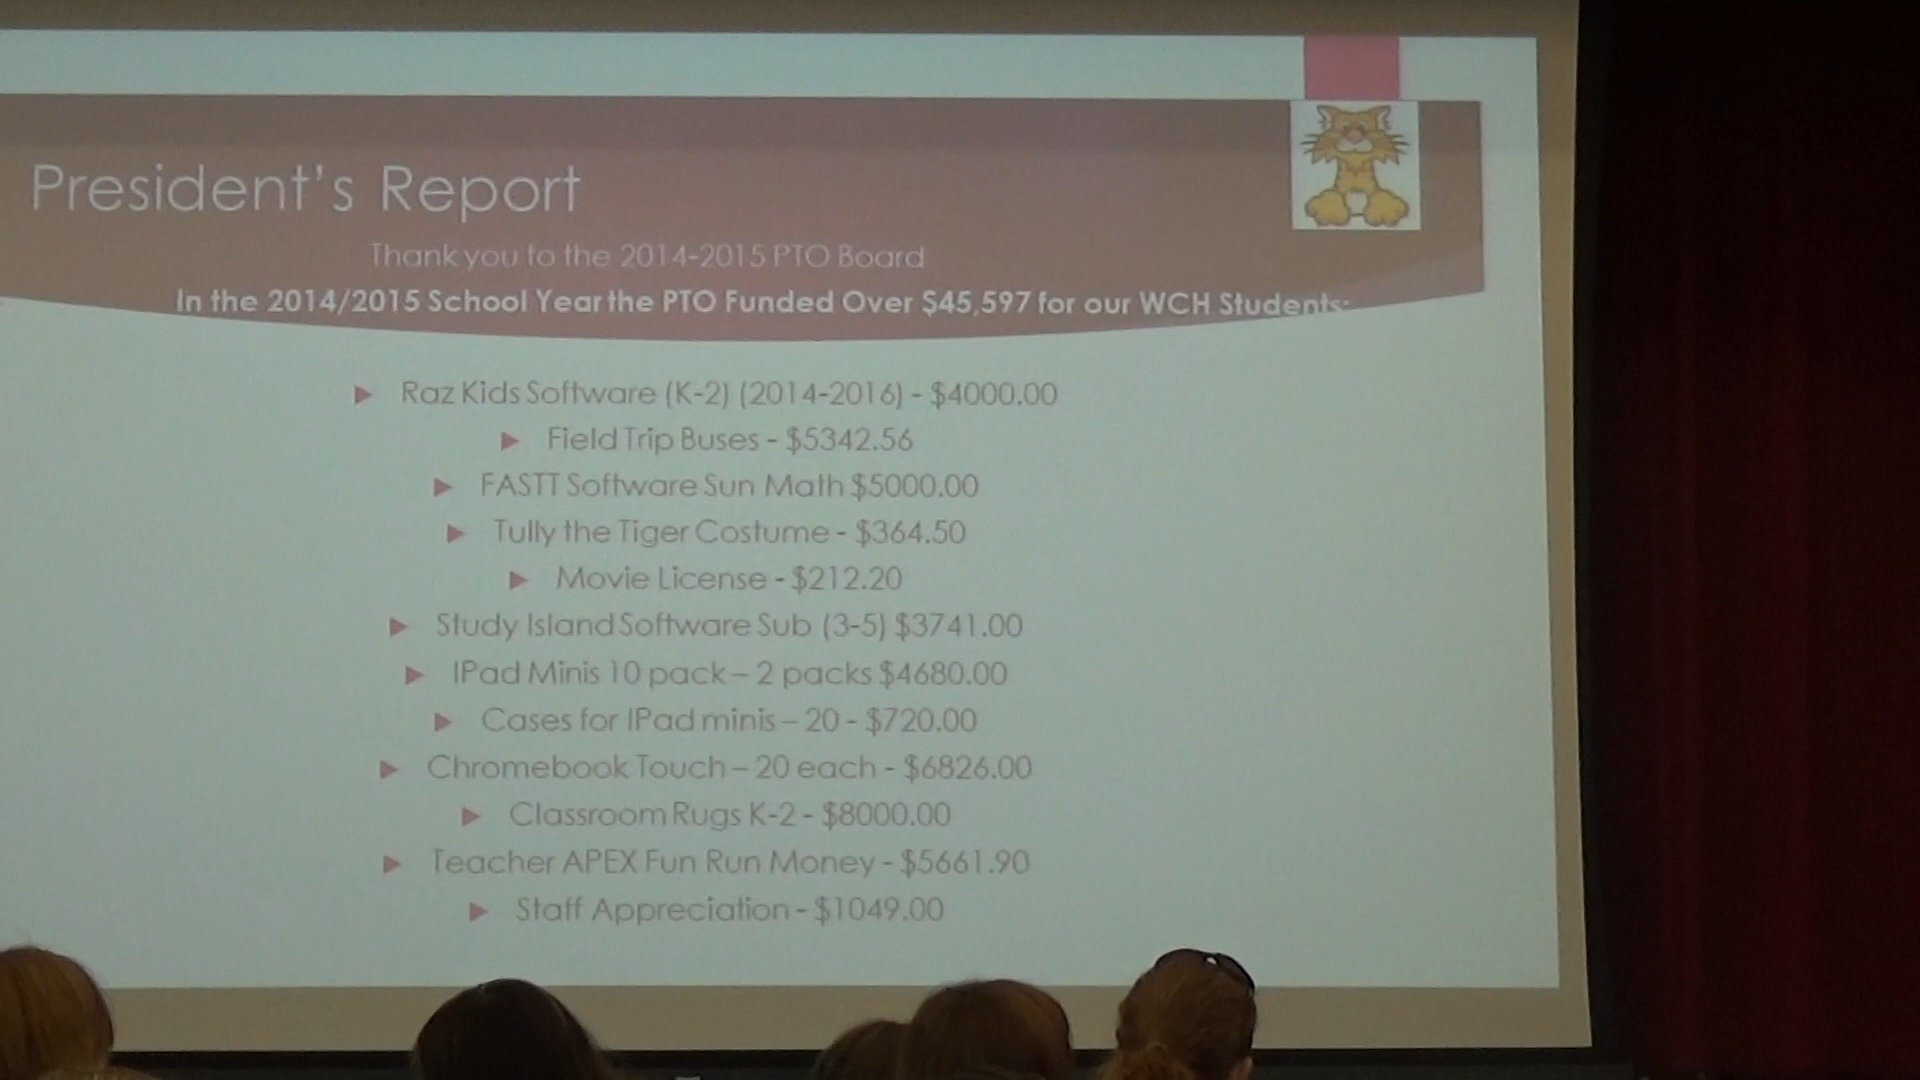 President's Report
Thank you to the 2014-2015 PTO Board
In the 2014/2015 School Year the PTO Funded Over $45,597 for our WCH Students:
Raz Kids Software (K-2) (2014-2016) - $4000.00
Field Trip Buses - $5342.56
FASTT Software Sun Math $5000.00
Tully the Tiger Costume - $364.50
Movie License - $212.20
Study Island Software Sub (3-5) $3741.00
IPad Minis 10 pack – 2 packs $4680.00
Cases for IPad minis – 20 - $720.00
Chromebook Touch – 20 each - $6826.00
Classroom Rugs K-2 - $8000.00
Teacher APEX Fun Run Money - $5661.90
Staff Appreciation - $1049.00